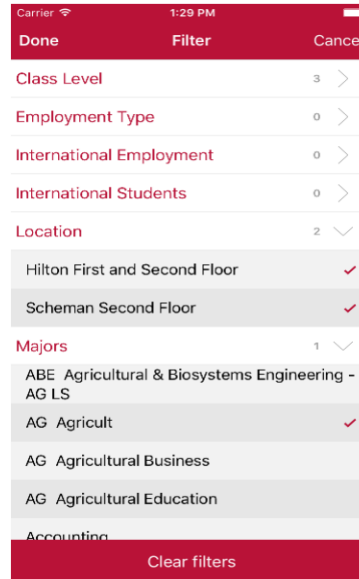 Carrier 1:29 PM
Done Filter Cance
Class Level 3
Employment Type 0
International Employment 0
International Students 0
Location 2
Hilton First and Second Floor
Scheman Second Floor
Majors 1
ABE Agricultural & Biosystems Engineering -
AG LS
AG Agricult
AG Agricultural Business
AG Agricultural Education
Accounting
Clear filters